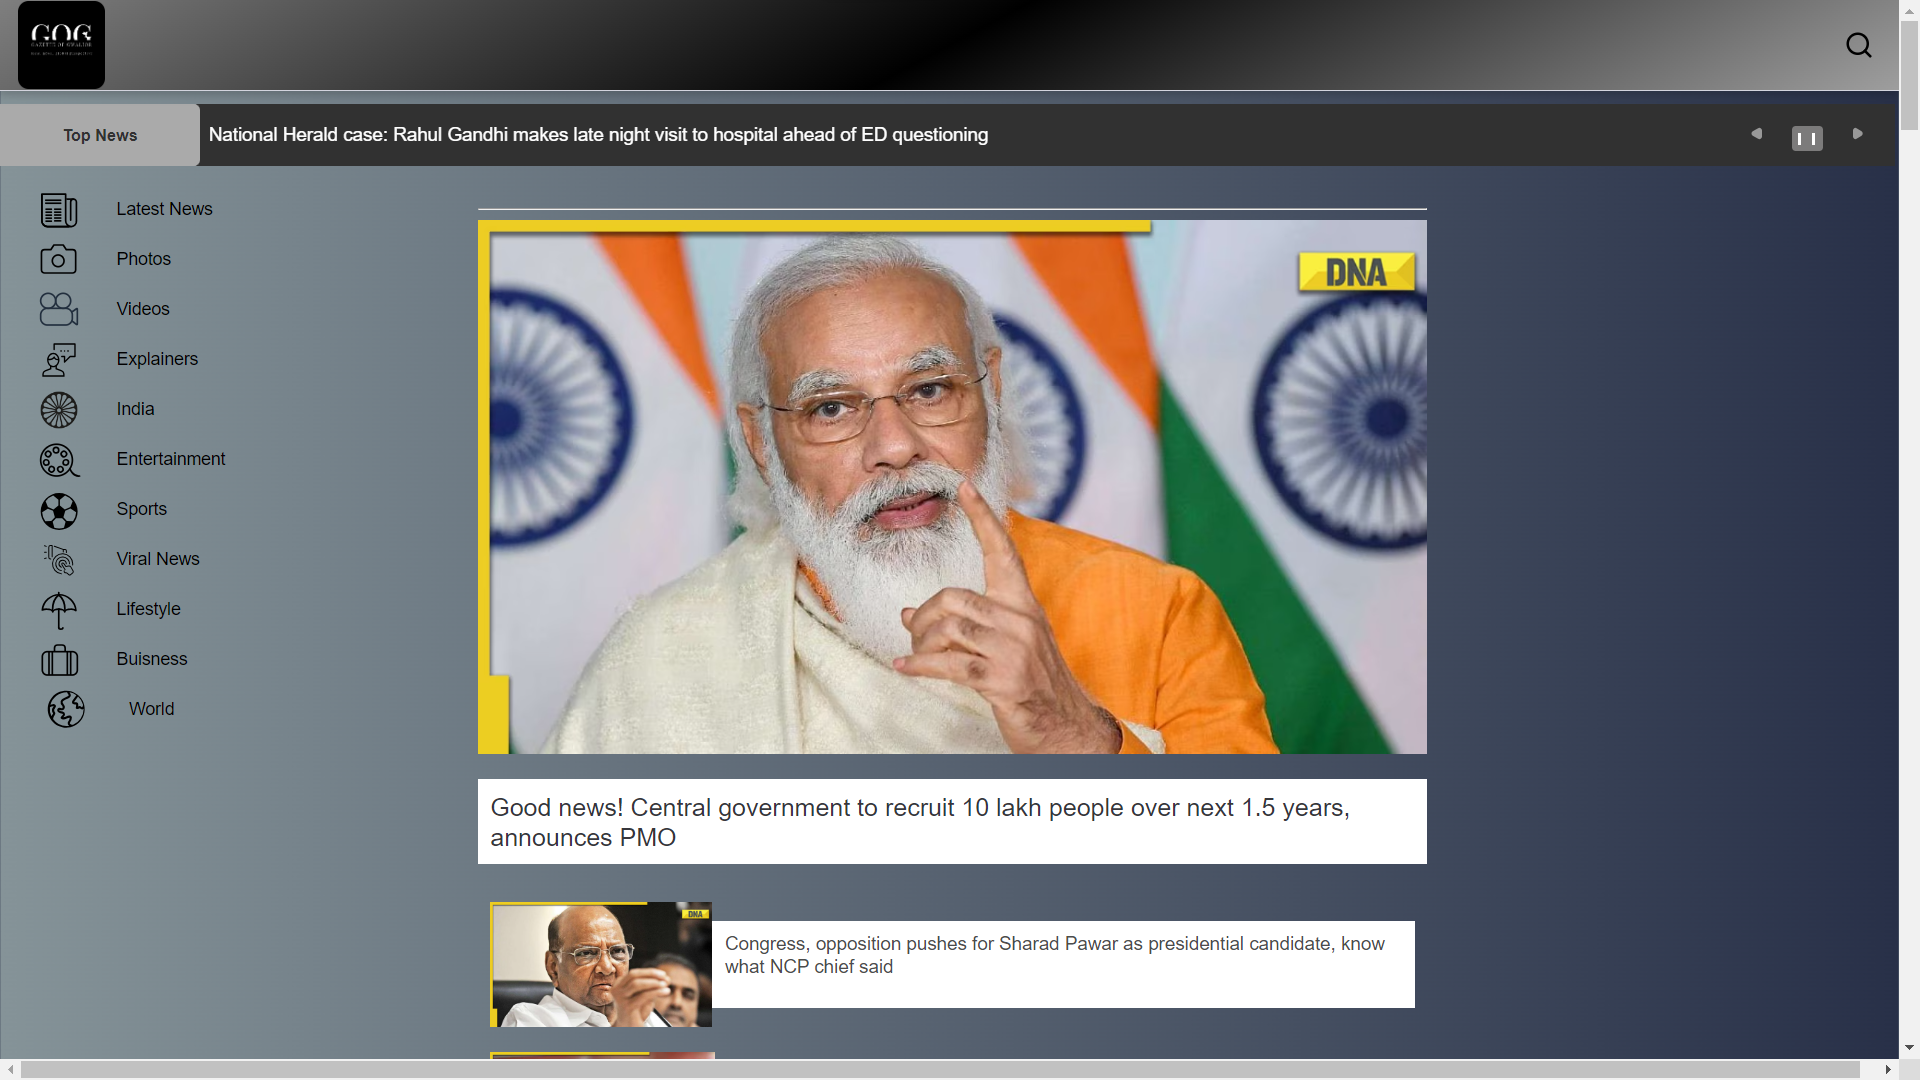 GOG
Top News
National Herald case: Rahul Gandhi makes late night visit to hospital ahead of ED questioning
Latest News
Photos
Videos
Explainers
India
Entertainment
Sports
Viral News
Lifestyle
Buisness
World
DNA
Good news! Central government to recruit 10 lakh people over next 1.5 years,
announces PMO
DNA
Congress, opposition pushes for Sharad Pawar as presidential candidate, know
what NCP chief said